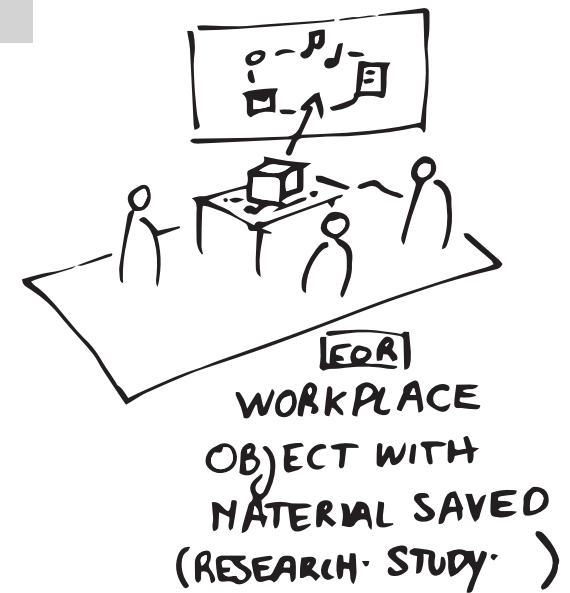 FOR
WORKPLACE
OBJECT WITH
MATERIAL SAVED
(RESEARCH· STUDY· )